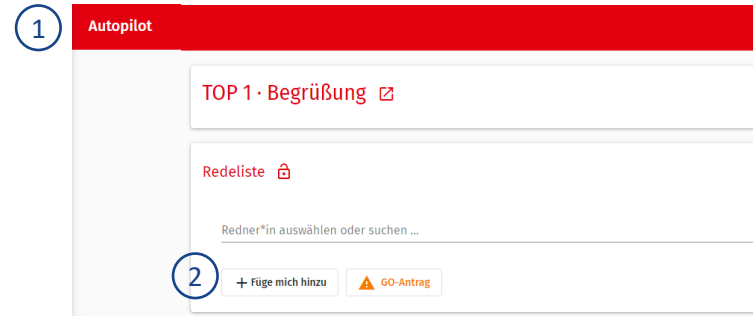 1 Autopilot
TOP 1 · Begrüßung
Redeliste
Redner*in auswählen oder suchen ...
2 + Füge mich hinzu GO-Antrag